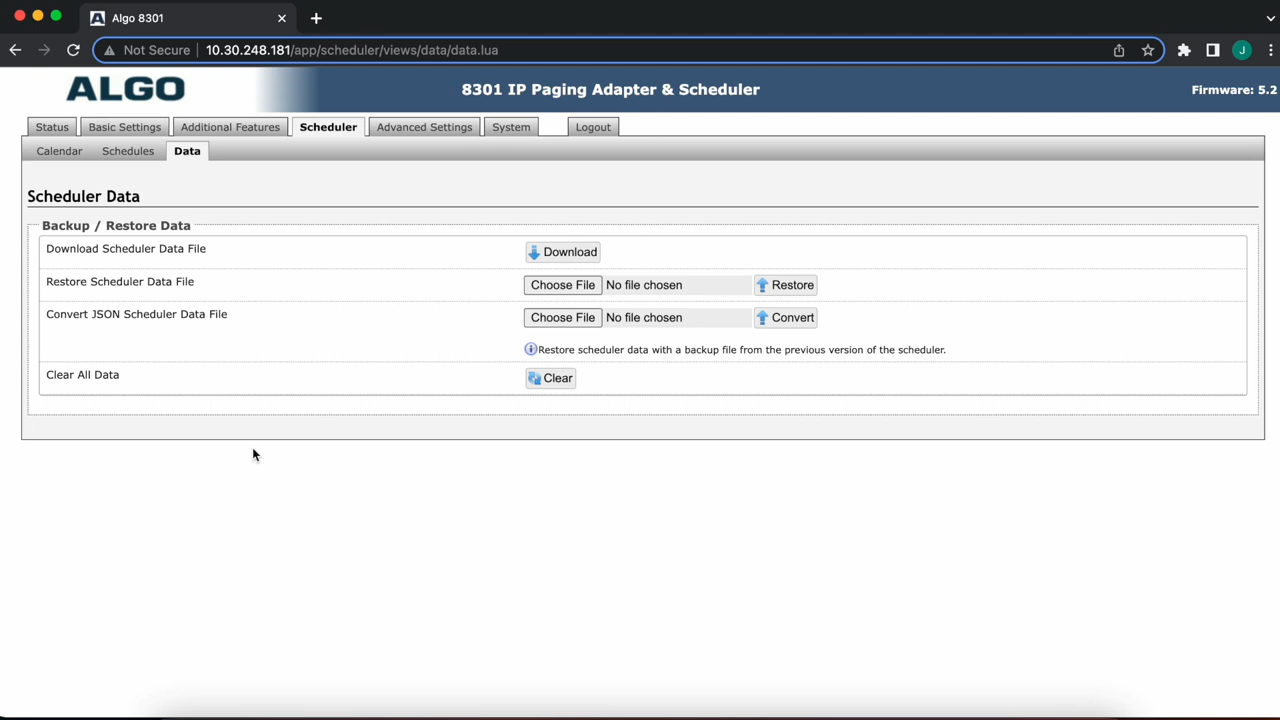 Algo 8301
Not Secure 10.30.248.181/app/scheduler/views/data/data.lua
J
ALGO
8301 IP Paging Adapter & Scheduler
Firmware: 5.2
Status Basic Settings Additional Features Scheduler Advanced Settings System Logout
Calendar Schedules Data
Scheduler Data
Backup / Restore Data
Download Scheduler Data File Download
Restore Scheduler Data File Choose File No file chosen Restore
Convert JSON Scheduler Data File Choose File No file chosen Convert
Restore scheduler data with a backup file from the previous version of the scheduler.
Clear All Data Clear